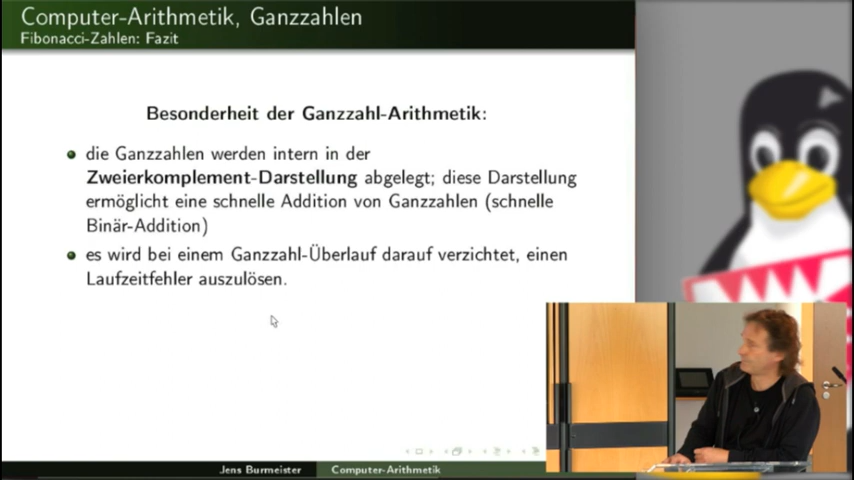 Computer-Arithmetik, Ganzzahlen
Fibonacci-Zahlen: Fazit
Besonderheit der Ganzzahl-Arithmetik:
die Ganzzahlen werden intern in der
Zweierkomplement-Darstellung abgelegt; diese Darstellung
ermöglicht eine schnelle Addition von Ganzzahlen (schnelle
Binär-Addition)
es wird bei einem Ganzzahl-Überlauf darauf verzichtet, einen
Laufzeitfehler auszulösen.
Jens Burmeister
Computer-Arithmetik